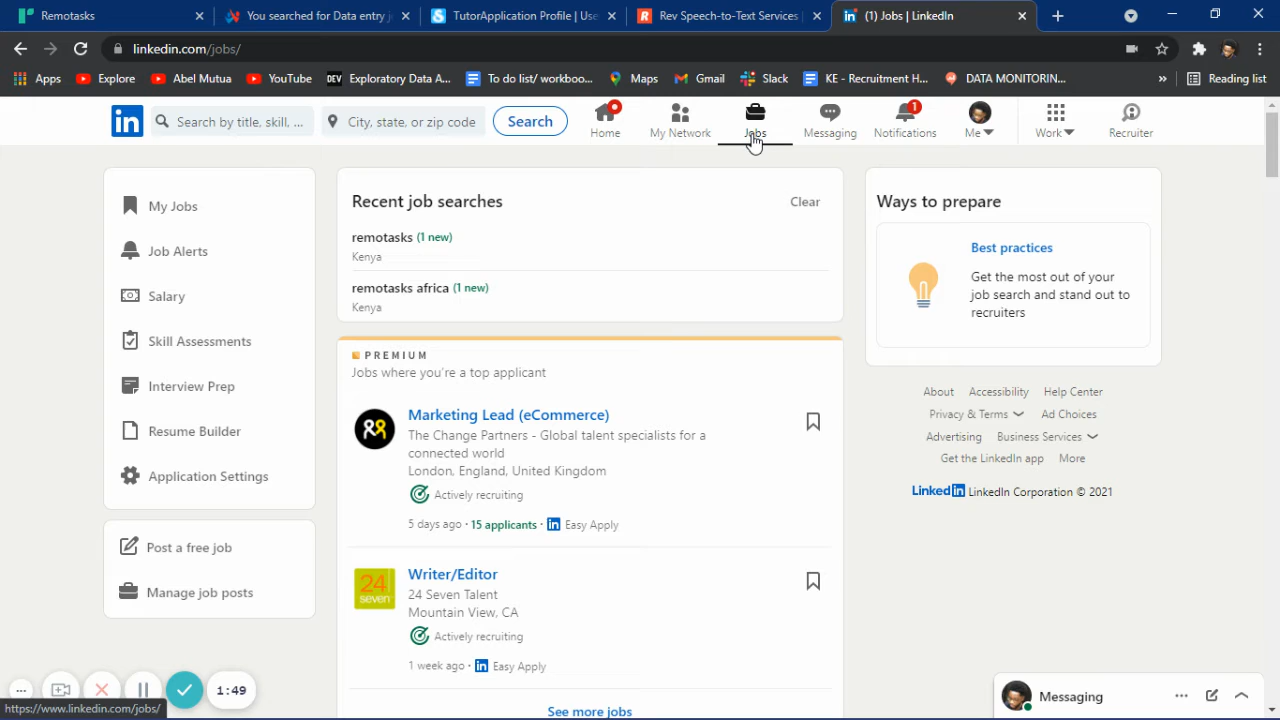 Remotasks
You searched for Data entry j
TutorApplication Profile | Use
Rev Speech-to-Text Services |
(1) Jobs | LinkedIn
linkedin.com/jobs/
Apps
Explore
Abel Mutua
YouTube
DEV
Exploratory Data A...
To do list/ workboo...
Maps
Gmail
Slack
KE - Recruitment H...
DATA MONITORIN...
»
Reading list
in
Search by title, skill, ...
City, state, or zip code
Search
Home
My Network
Jobs
Messaging
1
Notifications
Me
Work
Recruiter
My Jobs
Job Alerts
Salary
Skill Assessments
Interview Prep
Resume Builder
Application Settings
Post a free job
Manage job posts
Recent job searches
Clear
remotasks (1 new)
Kenya
remotasks africa (1 new)
Kenya
PREMIUM
Jobs where you're a top applicant
Marketing Lead (eCommerce)
The Change Partners - Global talent specialists for a
connected world
London, England, United Kingdom
Actively recruiting
5 days ago · 15 applicants · in Easy Apply
24
seven
Writer/Editor
24 Seven Talent
Mountain View, CA
Actively recruiting
1 week ago · in Easy Apply
See more jobs
Ways to prepare
Best practices
Get the most out of your
job search and stand out to
recruiters
About Accessibility Help Center
Privacy & Terms Ad Choices
Advertising Business Services
Get the LinkedIn app More
LinkedIn LinkedIn Corporation © 2021
1:49
https://www.linkedin.com/jobs/
Messaging